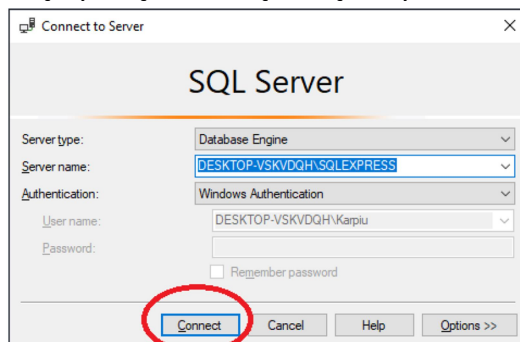 Connect to Server
SQL Server
Server type: Database Engine
Server name: DESKTOP-VSKVDQH\SQLEXPRESS
Authentication: Windows Authentication
User name: DESKTOP-VSKVDQH\Karpiu
Password:
Remember password
Connect Cancel Help Options >>